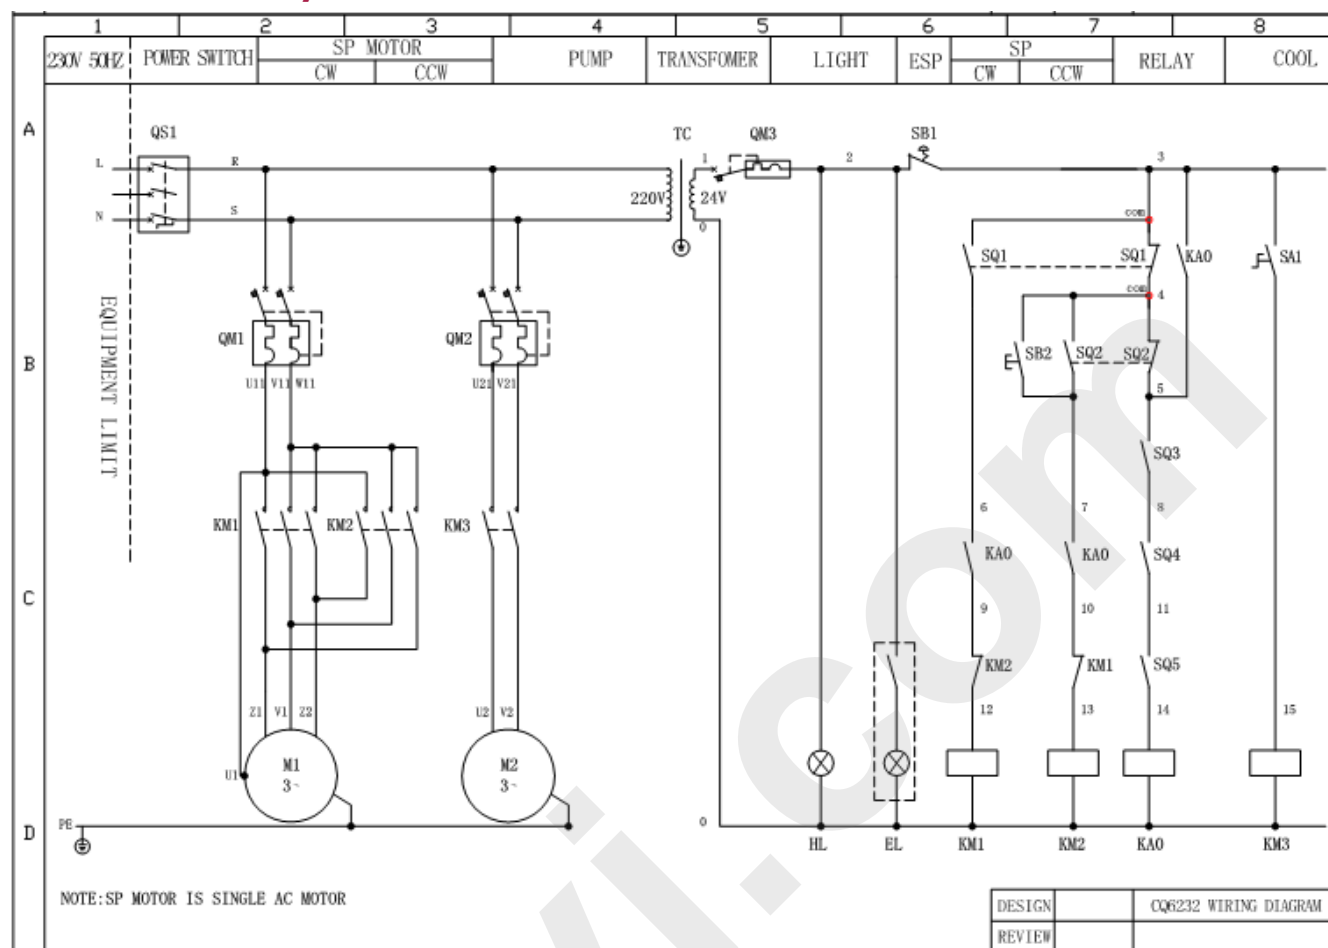 1 2 3 4 5 6 7 8
230V 50HZ POWER SWITCH SP MOTOR PUMP TRANSFOMER LIGHT ESP SP RELAY COOL
CW CCW CW CCW
A
QS1 TC QM3 SB1
L R 1 2 3
220V 24V
N S 0
com
SQ1 SQ1 KA0 SA1
com 4
EQUIPMENT LIMIT
B
QM1 QM2 SB2 SQ2 SQ2
U11 V11 W11 U21 V21 5
SQ3
6 7 8
KM1 KM2 KM3
KA0 KA0 SQ4
C
9 10 11
KM2 KM1 SQ5
Z1 V1 Z2 U2 V2 12 13 14 15
M1 M2
U1 3~ 3~
D
PE 0
HL EL KM1 KM2 KA0 KM3
NOTE:SP MOTOR IS SINGLE AC MOTOR
DESIGN CQ6232 WIRING DIAGRAM
REVIEW
vi.com